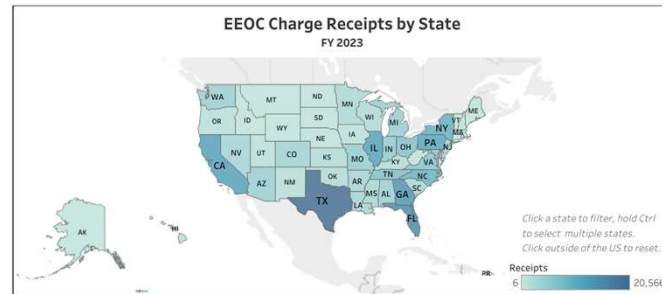 EEOC Charge Receipts by State
FY 2023
WA
MT
ND
MN
ME
OR
ID
SD
WI
MI
VT
NY
WY
IA
MA
NE
PA
NV
UT
CO
IL
IN
OH
NJ
CA
KS
MO
KY
VA
AZ
NM
OK
AR
TN
NC
SC
TX
MS
AL
GA
LA
FL
AK
HI
PR
Click a state to filter, hold Ctrl
to select multiple states.
Click outside of the US to reset.
Receipts
6
20,566